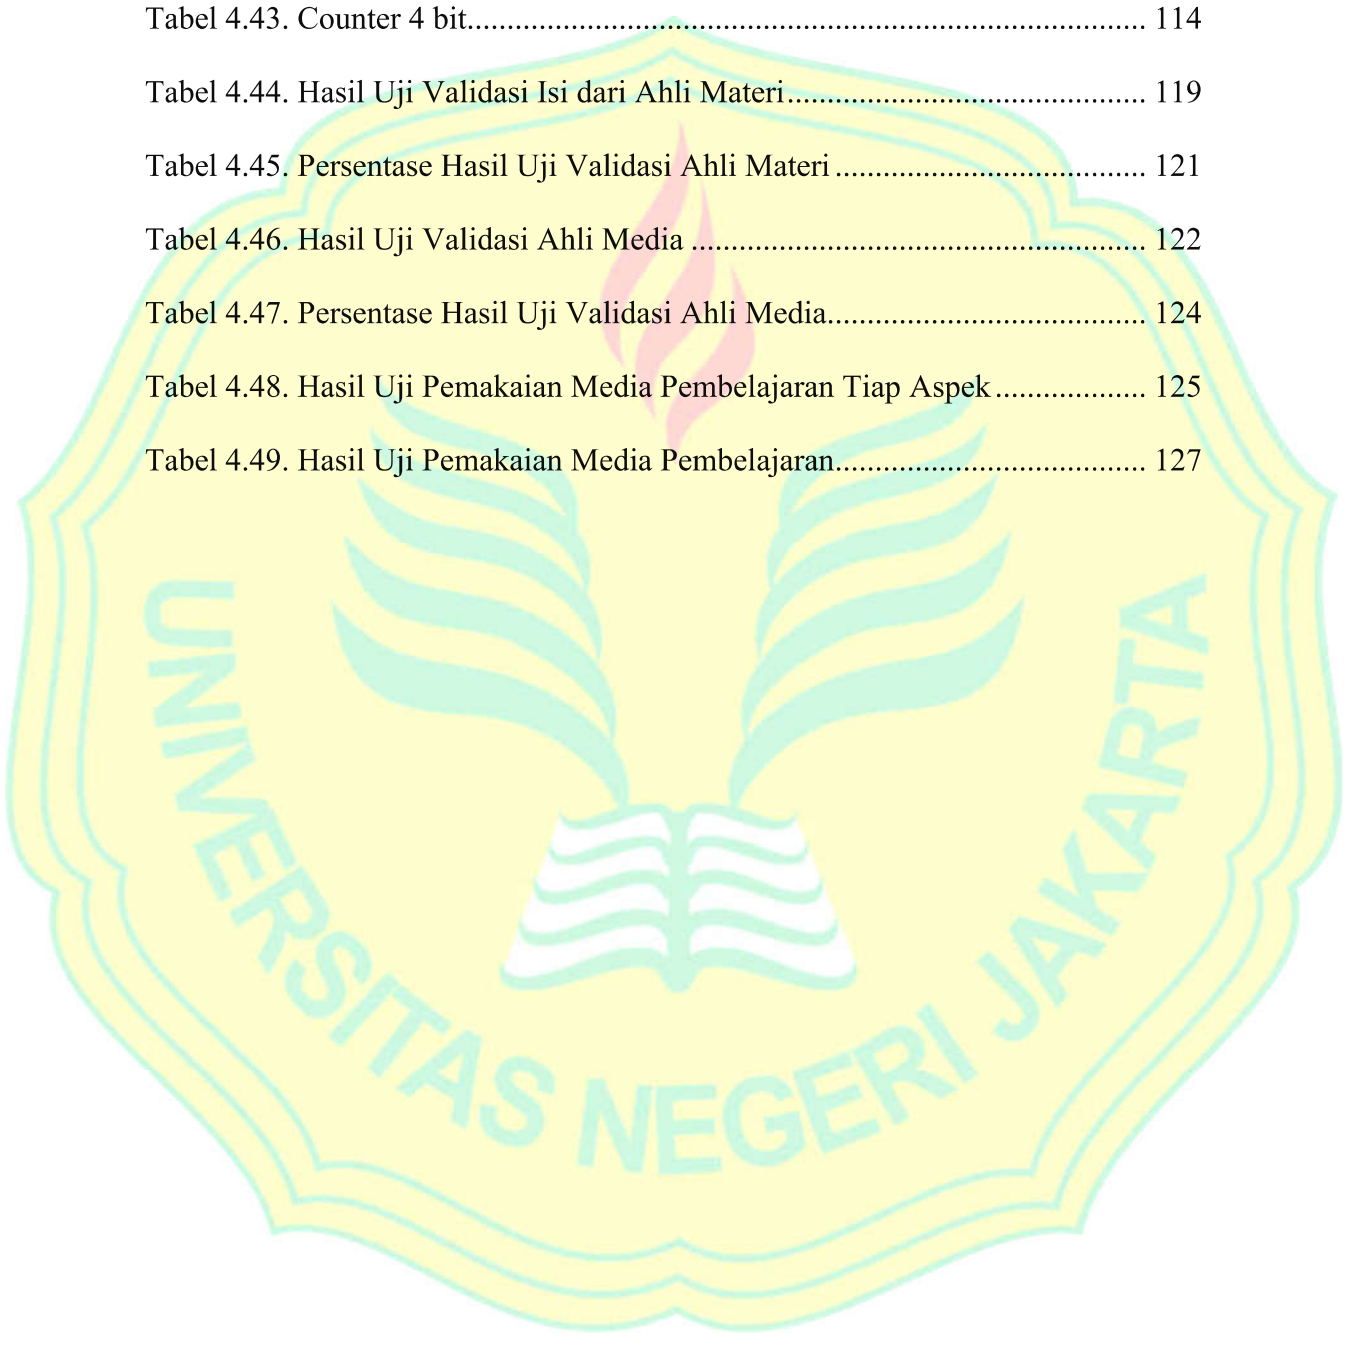 Tabel 4.43. Counter 4 bit..................................................................................... 114
Tabel 4.44. Hasil Uji Validasi Isi dari Ahli Materi............................................. 119
Tabel 4.45. Persentase Hasil Uji Validasi Ahli Materi ....................................... 121
Tabel 4.46. Hasil Uji Validasi Ahli Media ......................................................... 122
Tabel 4.47. Persentase Hasil Uji Validasi Ahli Media........................................ 124
Tabel 4.48. Hasil Uji Pemakaian Media Pembelajaran Tiap Aspek................... 125
Tabel 4.49. Hasil Uji Pemakaian Media Pembelajaran....................................... 127
UNIVERSITAS NEGERI JAKARTA